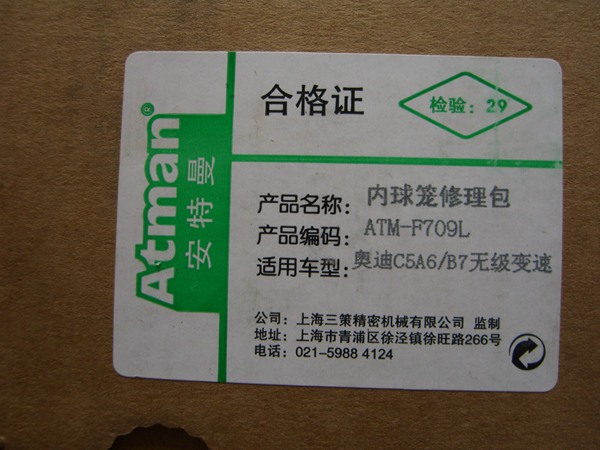 Atman®
安特曼
合格证
检验：29
产品名称：内球笼修理包
产品编码：ATM-F709L
适用车型：奥迪C5A6/B7无级变速
公司：上海三策精密机械有限公司 监制
地址：上海市青浦区徐泾镇徐旺路266号
电话：021-5988 4124